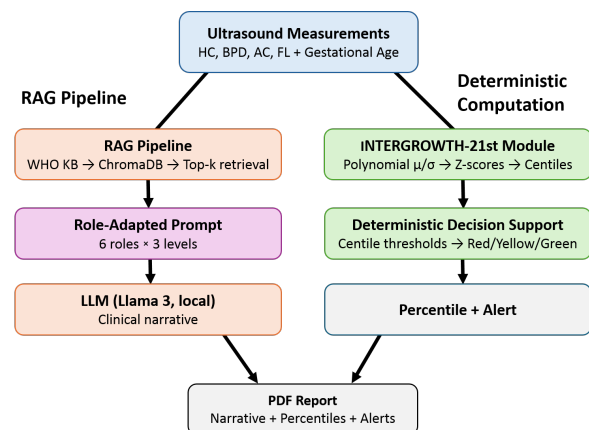 Ultrasound Measurements
HC, BPD, AC, FL + Gestational Age
RAG Pipeline
Deterministic
Computation
RAG Pipeline
WHO KB → ChromaDB → Top-k retrieval
INTERGROWTH-21st Module
Polynomial μ/σ → Z-scores → Centiles
Role-Adapted Prompt
6 roles × 3 levels
Deterministic Decision Support
Centile thresholds → Red/Yellow/Green
LLM (Llama 3, local)
Clinical narrative
Percentile + Alert
PDF Report
Narrative + Percentiles + Alerts